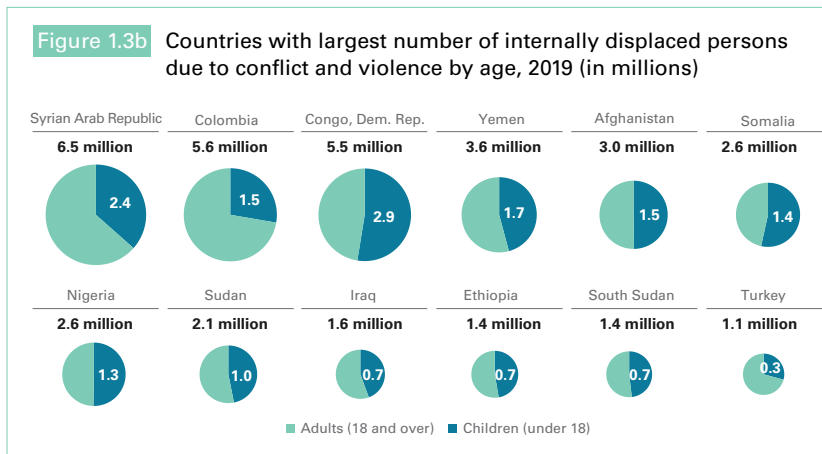 Figure 1.3b Countries with largest number of internally displaced persons
due to conflict and violence by age, 2019 (in millions)
Syrian Arab Republic Colombia Congo, Dem. Rep. Yemen Afghanistan Somalia
6.5 million 5.6 million 5.5 million 3.6 million 3.0 million 2.6 million
2.4 1.5 2.9 1.7 1.5 1.4
Nigeria Sudan Iraq Ethiopia South Sudan Turkey
2.6 million 2.1 million 1.6 million 1.4 million 1.4 million 1.1 million
1.3 1.0 0.7 0.7 0.7 0.3
Adults (18 and over) Children (under 18)